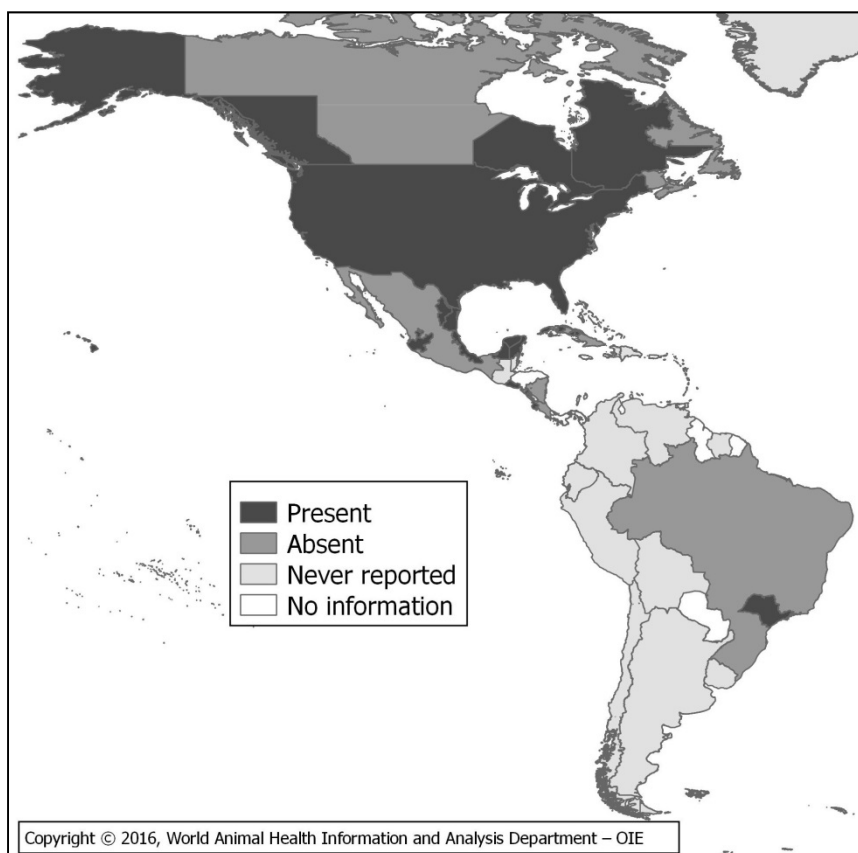 Present
Absent
Never reported
No information
Copyright © 2016, World Animal Health Information and Analysis Department – OIE